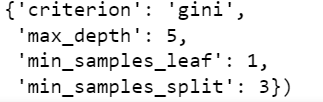 {'criterion': 'gini',
'max_depth': 5,
'min_samples_leaf': 1,
'min_samples_split': 3})